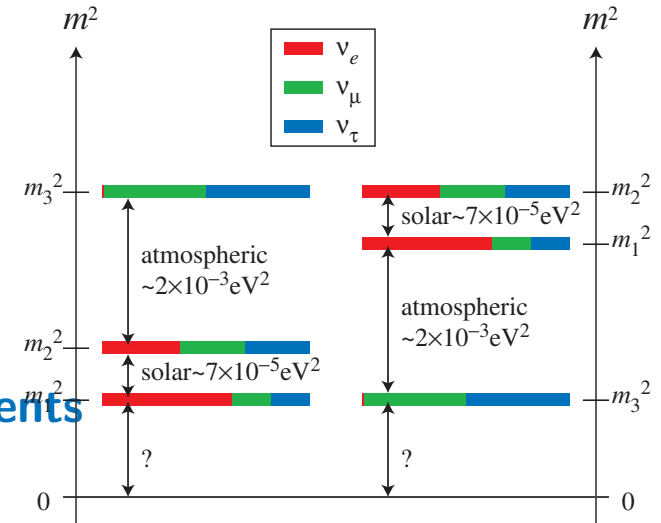 m² m²
νe
νμ
ντ
m₃² m₂²
solar~7×10⁻⁵eV²
m₁²
atmospheric
~2×10⁻³eV²
atmospheric
~2×10⁻³eV²
m₂²
solar~7×10⁻⁵eV²
ents
m₁² m₃²
? ?
0 0